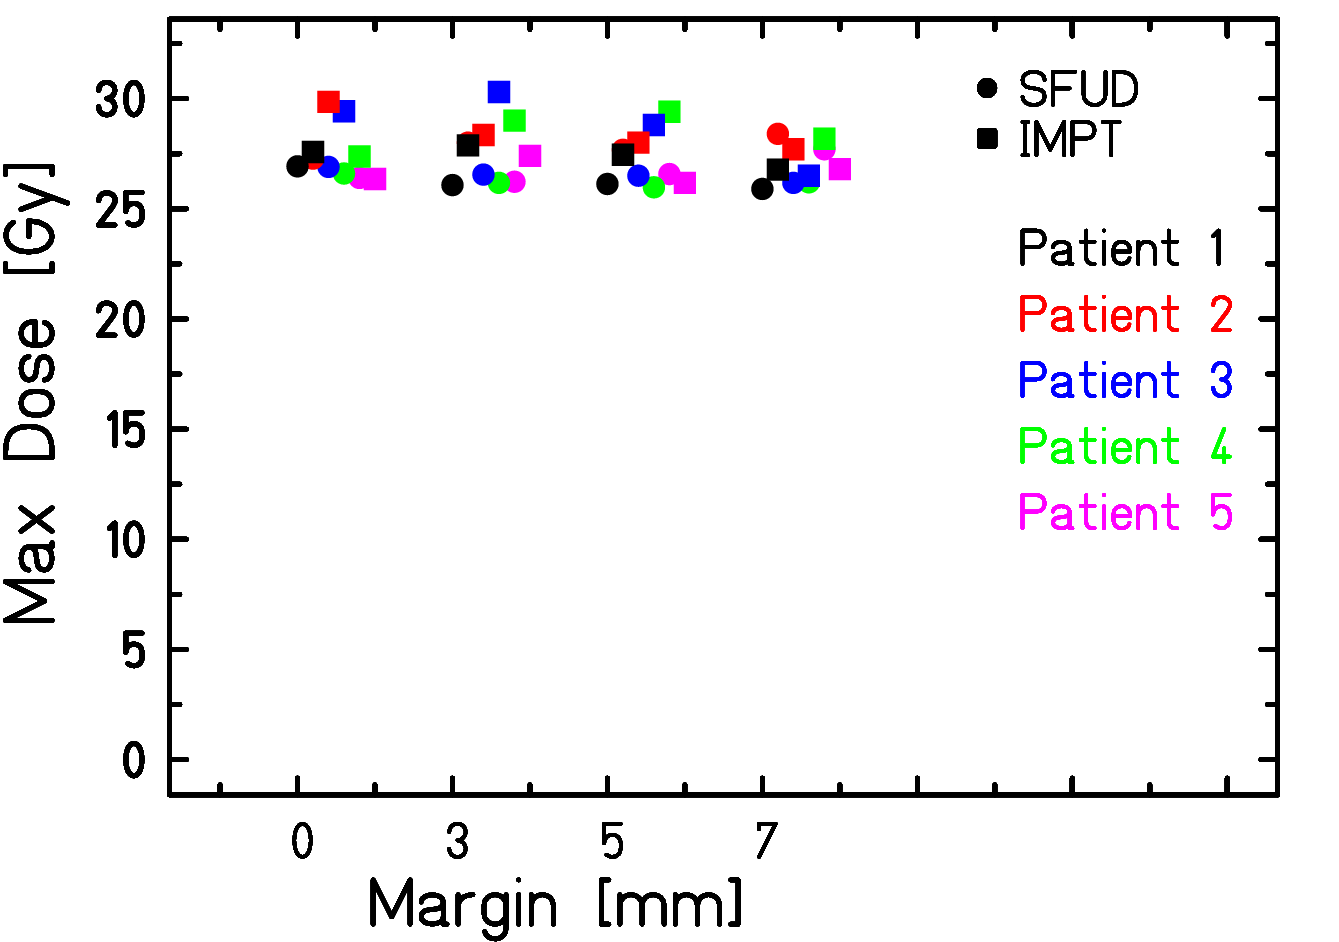 Max Dose [Gy]
30
25
20
15
10
5
0
0 3 5 7
Margin [mm]
SFUD
IMPT
Patient 1
Patient 2
Patient 3
Patient 4
Patient 5